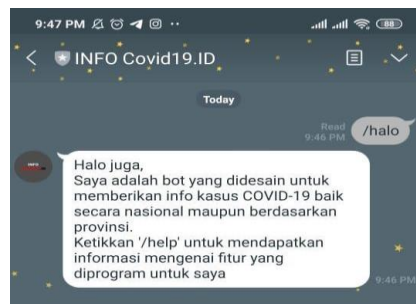 9:47 PM
88
INFO Covid19.ID
Today
Read
9:46 PM
/halo
Halo juga,
Saya adalah bot yang didesain untuk
memberikan info kasus COVID-19 baik
secara nasional maupun berdasarkan
provinsi.
Ketikkan '/help' untuk mendapatkan
informasi mengenai fitur yang
diprogram untuk saya
9:46 PM